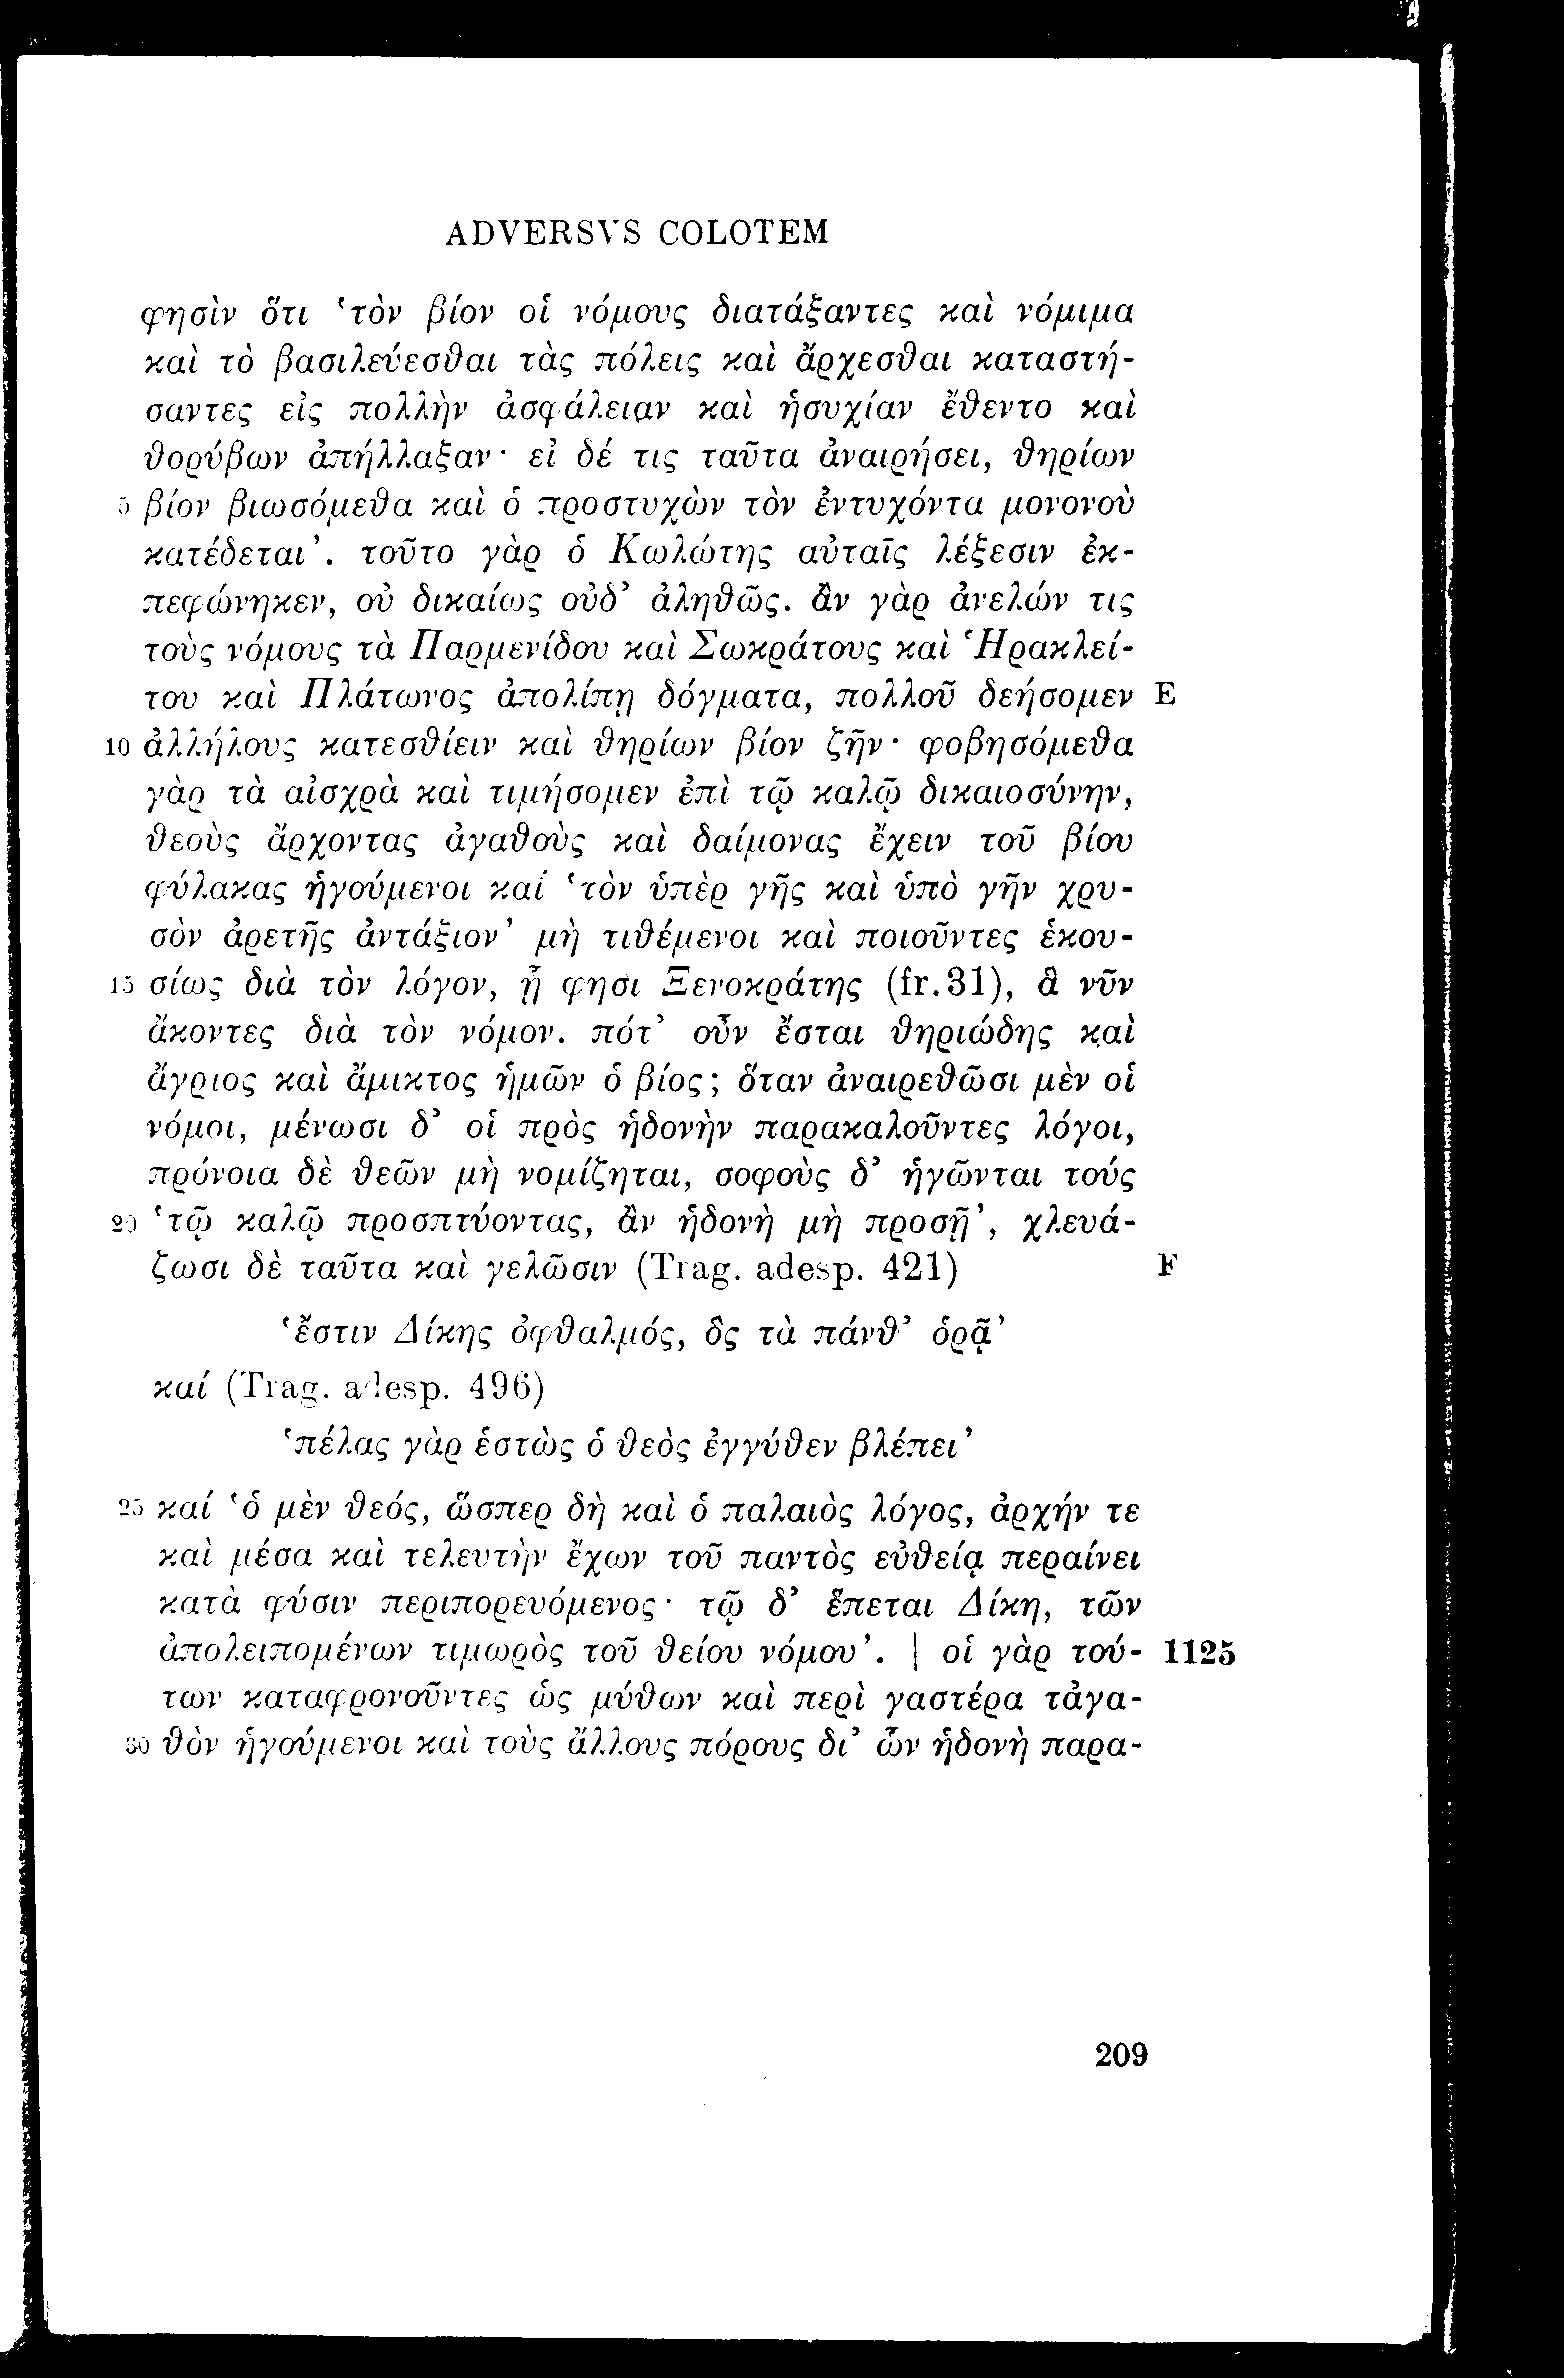 ADVERSVS COLOTEM
φησὶν ὅτι ‘τὸν βίον οἱ νόμους διατάξαντες καὶ νόμιμα
καὶ τὸ βασιλεύεσθαι τὰς πόλεις καὶ ἄρχεσθαι καταστή-
σαντες εἰς πολλὴν ἀσφάλειαν καὶ ἡσυχίαν ἔθεντο καὶ
θορύβων ἀπήλλαξαν· εἰ δέ τις ταῦτα ἀναιρήσει, θηρίων
5 βίον βιωσόμεθα καὶ ὁ προστυχὼν τὸν ἐντυχόντα μονονοὺ
κατέδεται’. τοῦτο γὰρ ὁ Κωλώτης αὐταῖς λέξεσιν ἐκ-
πεφώνηκεν, οὐ δικαίως οὐδ’ ἀληθῶς. ἂν γὰρ ἀνελών τις
τοὺς νόμους τὰ Παρμενίδου καὶ Σωκράτους καὶ Ἡρακλεί-
του καὶ Πλάτωνος ἀπολίπῃ δόγματα, πολλοῦ δεήσομεν E
10 ἀλλήλους κατεσθίειν καὶ θηρίων βίον ζῆν· φοβησόμεθα
γὰρ τὰ αἰσχρὰ καὶ τιμήσομεν ἐπὶ τῷ καλῷ δικαιοσύνην,
θεοὺς ἄρχοντας ἀγαθοὺς καὶ δαίμονας ἔχειν τοῦ βίου
φύλακας ἡγούμενοι καί ‘τὸν ὑπὲρ γῆς καὶ ὑπὸ γῆν χρυ-
σὸν ἀρετῆς ἀντάξιον’ μὴ τιθέμενοι καὶ ποιοῦντες ἑκου-
15 σίως διὰ τὸν λόγον, ᾗ φησι Ξενοκράτης (fr. 31), ἃ νῦν
ἄκοντες διὰ τὸν νόμον. πότ’ οὖν ἔσται θηριώδης καὶ
ἄγριος καὶ ἄμικτος ἡμῶν ὁ βίος; ὅταν ἀναιρεθῶσι μὲν οἱ
νόμοι, μένωσι δ’ οἱ πρὸς ἡδονὴν παρακαλοῦντες λόγοι,
πρόνοια δὲ θεῶν μὴ νομίζηται, σοφοὺς δ’ ἡγῶνται τούς
20 ‘τῷ καλῷ προσπτύοντας, ἂν ἡδονὴ μὴ προσῇ’, χλευά-
ζωσι δὲ ταῦτα καὶ γελῶσιν (Trag. adesp. 421) F
‘ἔστιν Δίκης ὀφθαλμός, ὃς τὰ πάνθ’ ὁρᾷ’
καί (Trag. adesp. 496)
‘πέλας γὰρ ἑστὼς ὁ θεὸς ἐγγύθεν βλέπει’
25 καί ‘ὁ μὲν θεός, ὥσπερ δὴ καὶ ὁ παλαιὸς λόγος, ἀρχήν τε
καὶ μέσα καὶ τελευτὴν ἔχων τοῦ παντὸς εὐθείᾳ περαίνει
κατὰ φύσιν περιπορευόμενος· τῷ δ’ ἕπεται Δίκη, τῶν
ἀπολειπομένων τιμωρὸς τοῦ θείου νόμου’. | οἱ γὰρ τού- 1125
των καταφρονοῦντες ὡς μύθων καὶ περὶ γαστέρα τἀγα-
30 θὸν ἡγούμενοι καὶ τοὺς ἄλλους πόρους δι’ ὧν ἡδονὴ παρα-
209